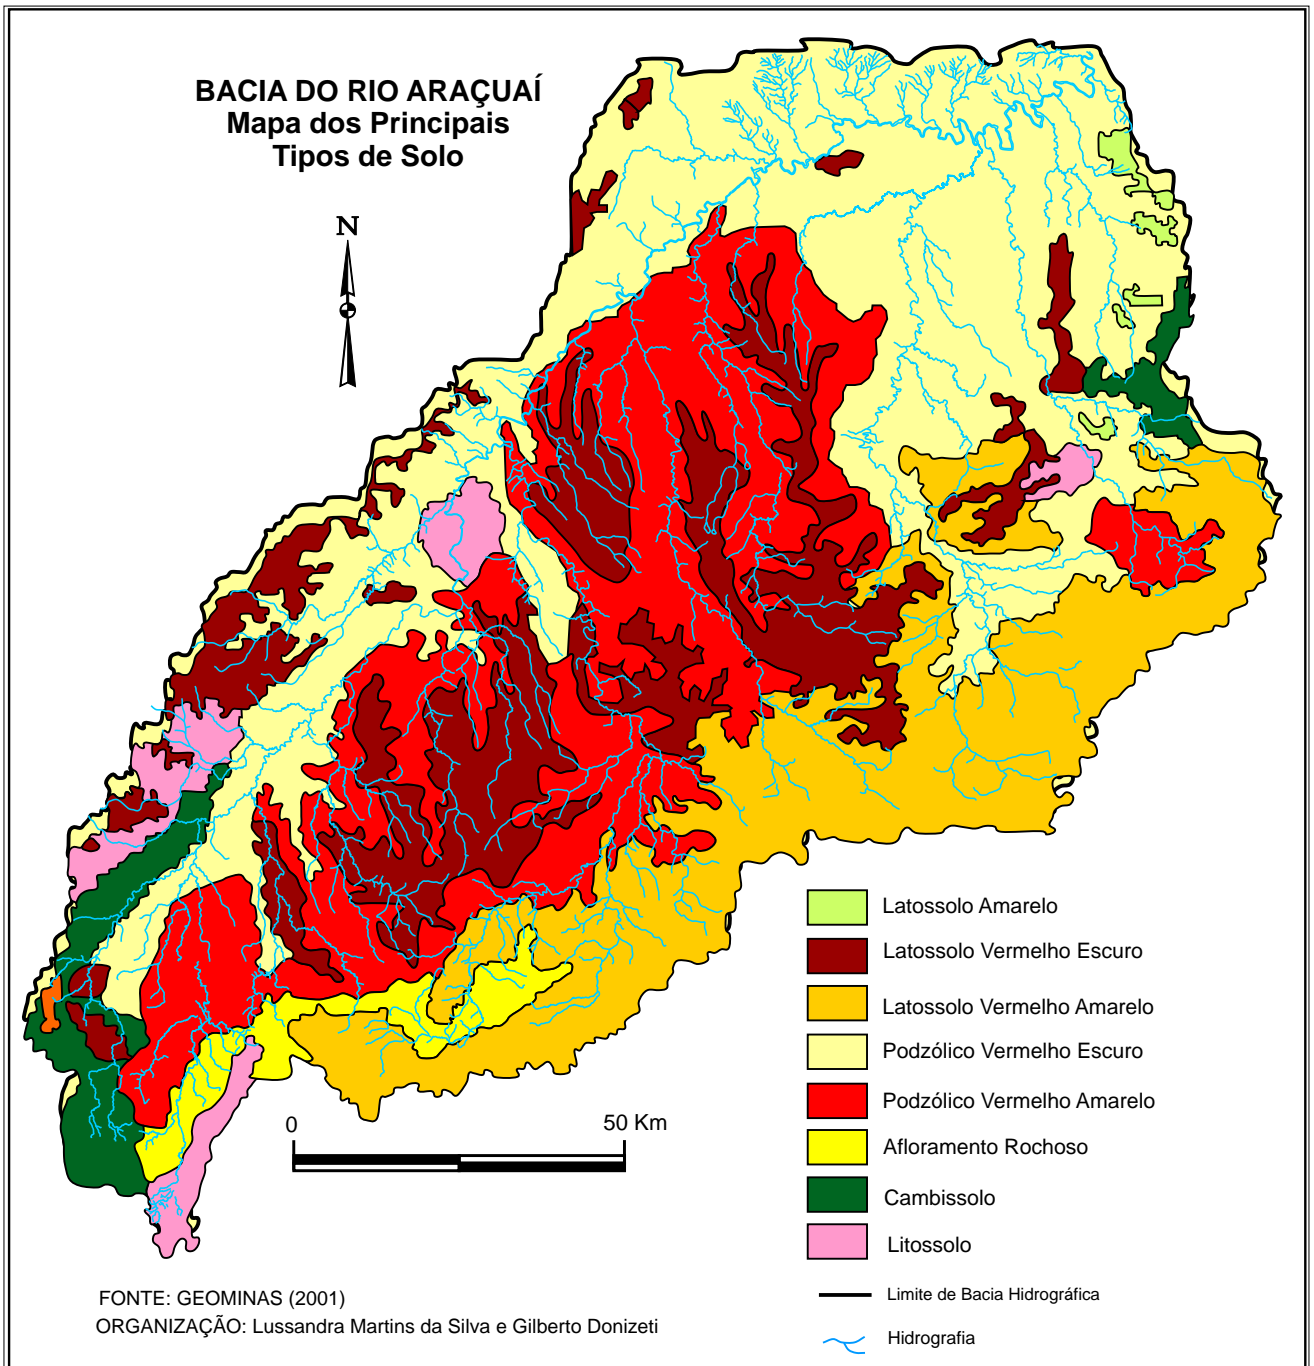 BACIA DO RIO ARAÇUAÍ
Mapa dos Principais
Tipos de Solo
N
Latossolo Amarelo
Latossolo Vermelho Escuro
Latossolo Vermelho Amarelo
Podzólico Vermelho Escuro
Podzólico Vermelho Amarelo
Afloramento Rochoso
Cambissolo
Litossolo
Limite de Bacia Hidrográfica
Hidrografia
0 50 Km
FONTE: GEOMINAS (2001)
ORGANIZAÇÃO: Lussandra Martins da Silva e Gilberto Donizeti